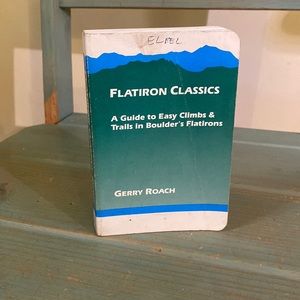 FLATIRON CLASSICS
A Guide to Easy Climbs &
Trails in Boulder's Flatirons
GERRY ROACH